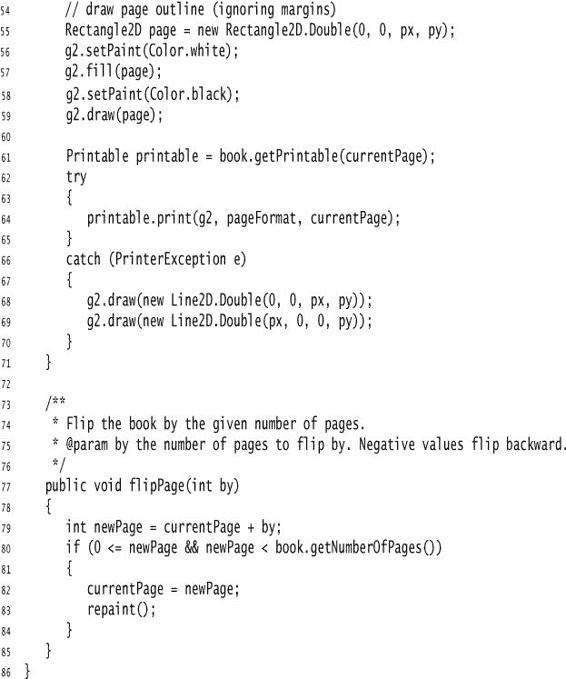 54 // draw page outline (ignoring margins)
55 Rectangle2D page = new Rectangle2D.Double(0, 0, px, py);
56 g2.setPaint(Color.white);
57 g2.fill(page);
58 g2.setPaint(Color.black);
59 g2.draw(page);
60
61 Printable printable = book.getPrintable(currentPage);
62 try
63 {
64 printable.print(g2, pageFormat, currentPage);
65 }
66 catch (PrinterException e)
67 {
68 g2.draw(new Line2D.Double(0, 0, px, py));
69 g2.draw(new Line2D.Double(px, 0, 0, py));
70 }
71 }
72
73 /**
74 * Flip the book by the given number of pages.
75 * @param by the number of pages to flip by. Negative values flip backward.
76 */
77 public void flipPage(int by)
78 {
79 int newPage = currentPage + by;
80 if (0 <= newPage && newPage < book.getNumberOfPages())
81 {
82 currentPage = newPage;
83 repaint();
84 }
85 }
86 }